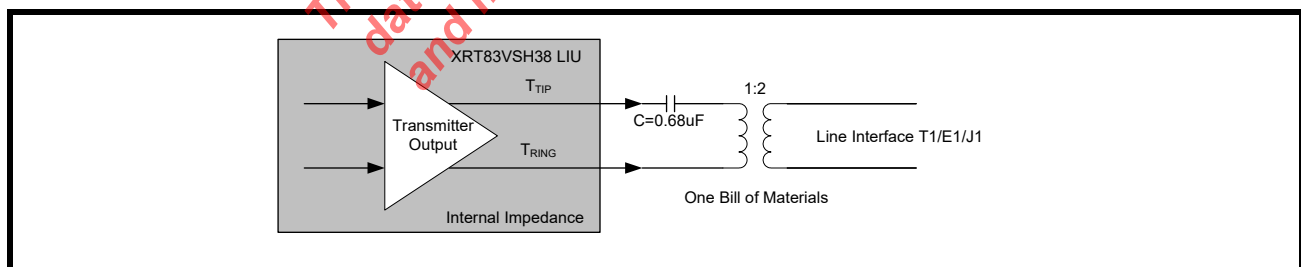 XRT83VSH38 LIU
TTIP
1:2
C=0.68uF
Transmitter
Output
Line Interface T1/E1/J1
TRING
One Bill of Materials
Internal Impedance
and